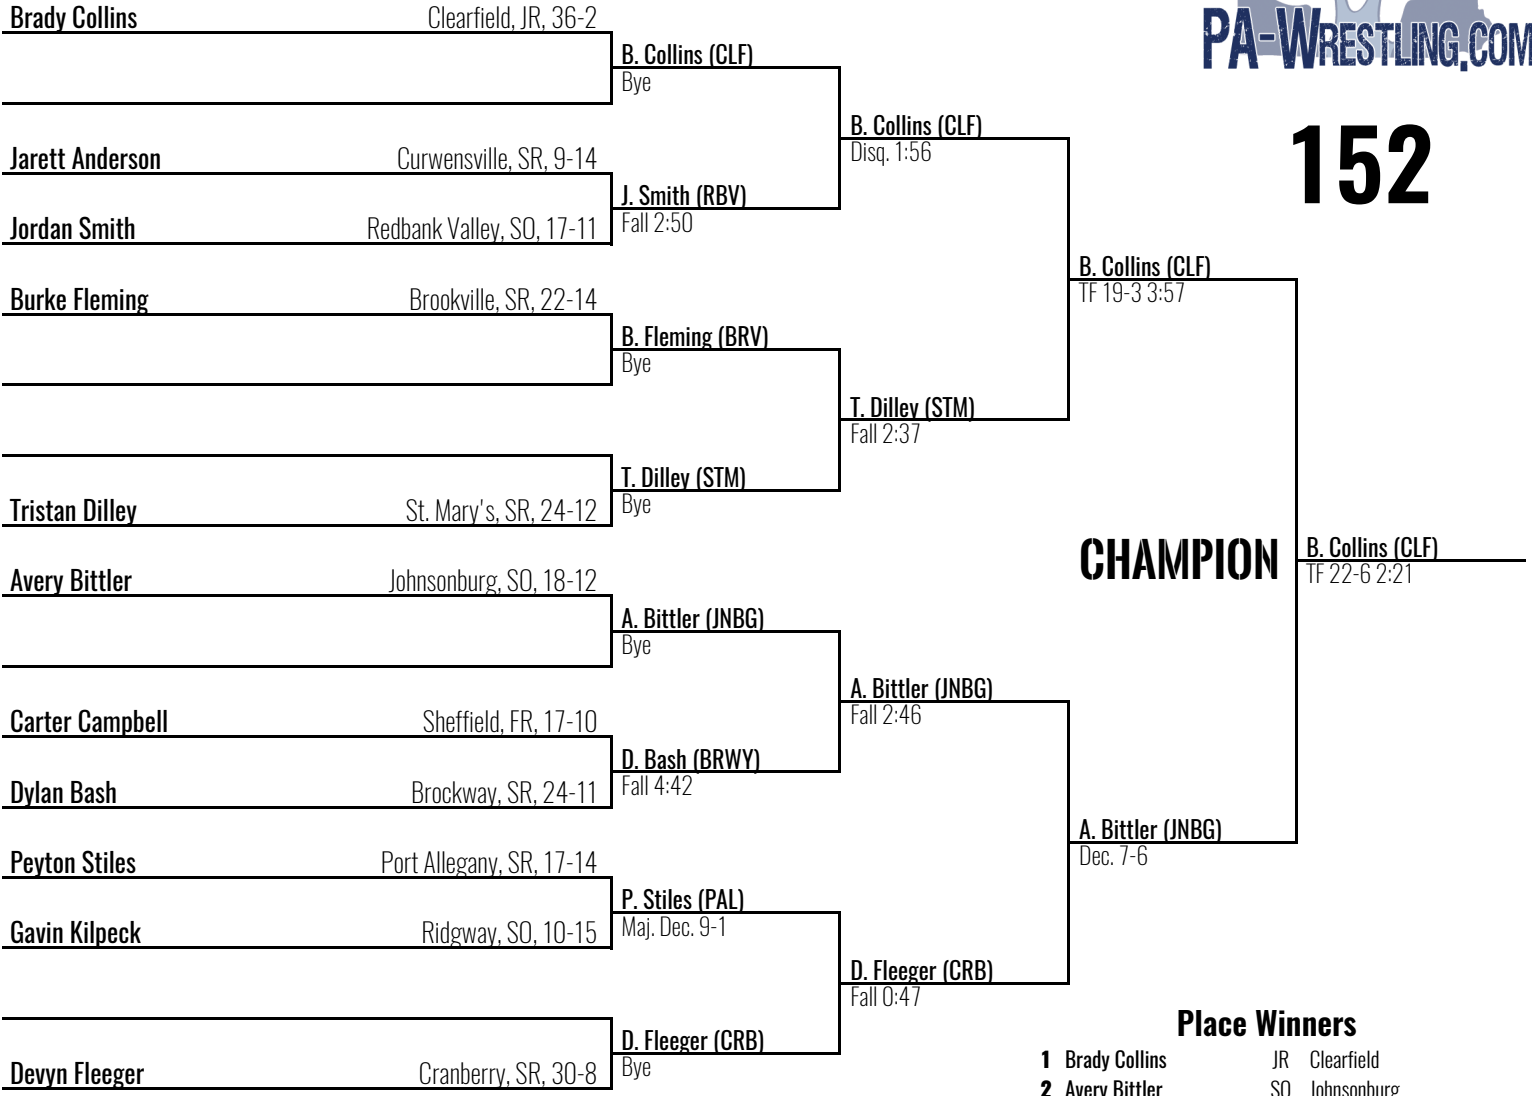 Brady Collins Clearfield, JR, 36-2
PA-WRESTLING.COM
B. Collins (CLF)
Bye
152
B. Collins (CLF)
Disq. 1:56
Jarett Anderson Curwensville, SR, 9-14
J. Smith (RBV)
Fall 2:50
Jordan Smith Redbank Valley, SO, 17-11
B. Collins (CLF)
TF 19-3 3:57
Burke Fleming Brookville, SR, 22-14
B. Fleming (BRV)
Bye
T. Dilley (STM)
Fall 2:37
T. Dilley (STM)
Bye
Tristan Dilley St. Mary's, SR, 24-12
CHAMPION
B. Collins (CLF)
TF 22-6 2:21
Avery Bittler Johnsonburg, SO, 18-12
A. Bittler (JNBG)
Bye
A. Bittler (JNBG)
Fall 2:46
Carter Campbell Sheffield, FR, 17-10
D. Bash (BRWY)
Fall 4:42
Dylan Bash Brockway, SR, 24-11
A. Bittler (JNBG)
Dec. 7-6
Peyton Stiles Port Allegany, SR, 17-14
P. Stiles (PAL)
Maj. Dec. 9-1
Gavin Kilpeck Ridgway, SO, 10-15
D. Fleeger (CRB)
Fall 0:47
D. Fleeger (CRB)
Bye
Devyn Fleeger Cranberry, SR, 30-8
Place Winners
1 Brady Collins JR Clearfield
2 Avery Bittler SO Johnsonburg